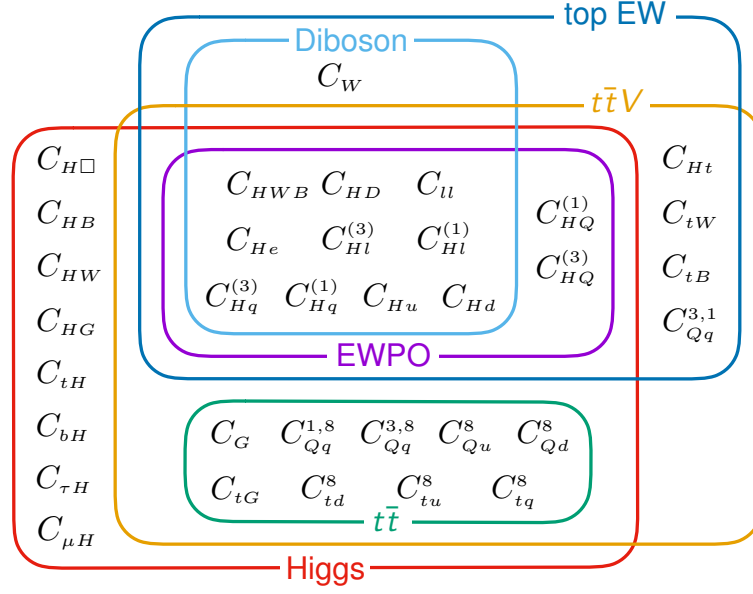 top EW
Diboson
C_W
tt̄V
C_{H□}
C_{HB}
C_{HW}
C_{HG}
C_{tH}
C_{bH}
C_{τH}
C_{μH}
C_{HWB} C_{HD} C_{ll}
C_{He} C_{Hl}^{(3)} C_{Hl}^{(1)}
C_{Hq}^{(3)} C_{Hq}^{(1)} C_{Hu} C_{Hd}
C_{HQ}^{(1)}
C_{HQ}^{(3)}
C_{Ht}
C_{tW}
C_{tB}
C_{Qq}^{3,1}
EWPO
C_G C_{Qq}^{1,8} C_{Qq}^{3,8} C_{Qu}^{8} C_{Qd}^{8}
C_{tG} C_{td}^{8} C_{tu}^{8} C_{tq}^{8}
tt̄
Higgs